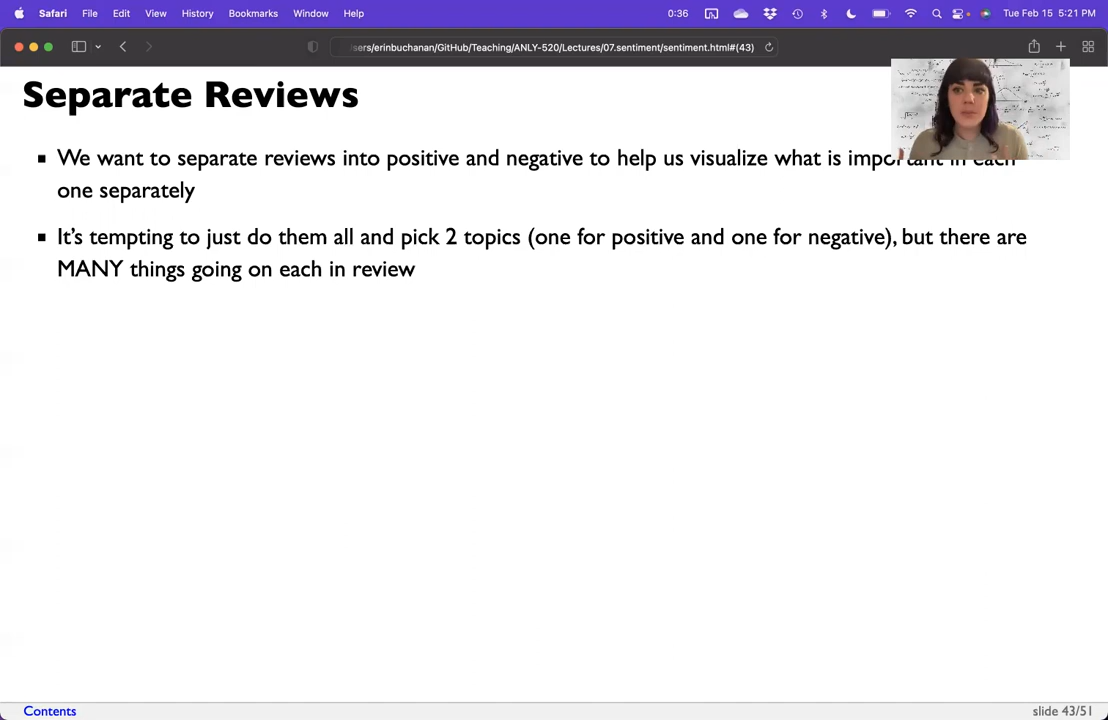 Safari File Edit View History Bookmarks Window Help 0:36 Tue Feb 15 5:21 PM
sers/erinbuchanan/GitHub/Teaching/ANLY-520/Lectures/07.sentiment/sentiment.html#(43)
Separate Reviews
We want to separate reviews into positive and negative to help us visualize what is important in each
one separately
It's tempting to just do them all and pick 2 topics (one for positive and one for negative), but there are
MANY things going on each in review
Contents
slide 43/51